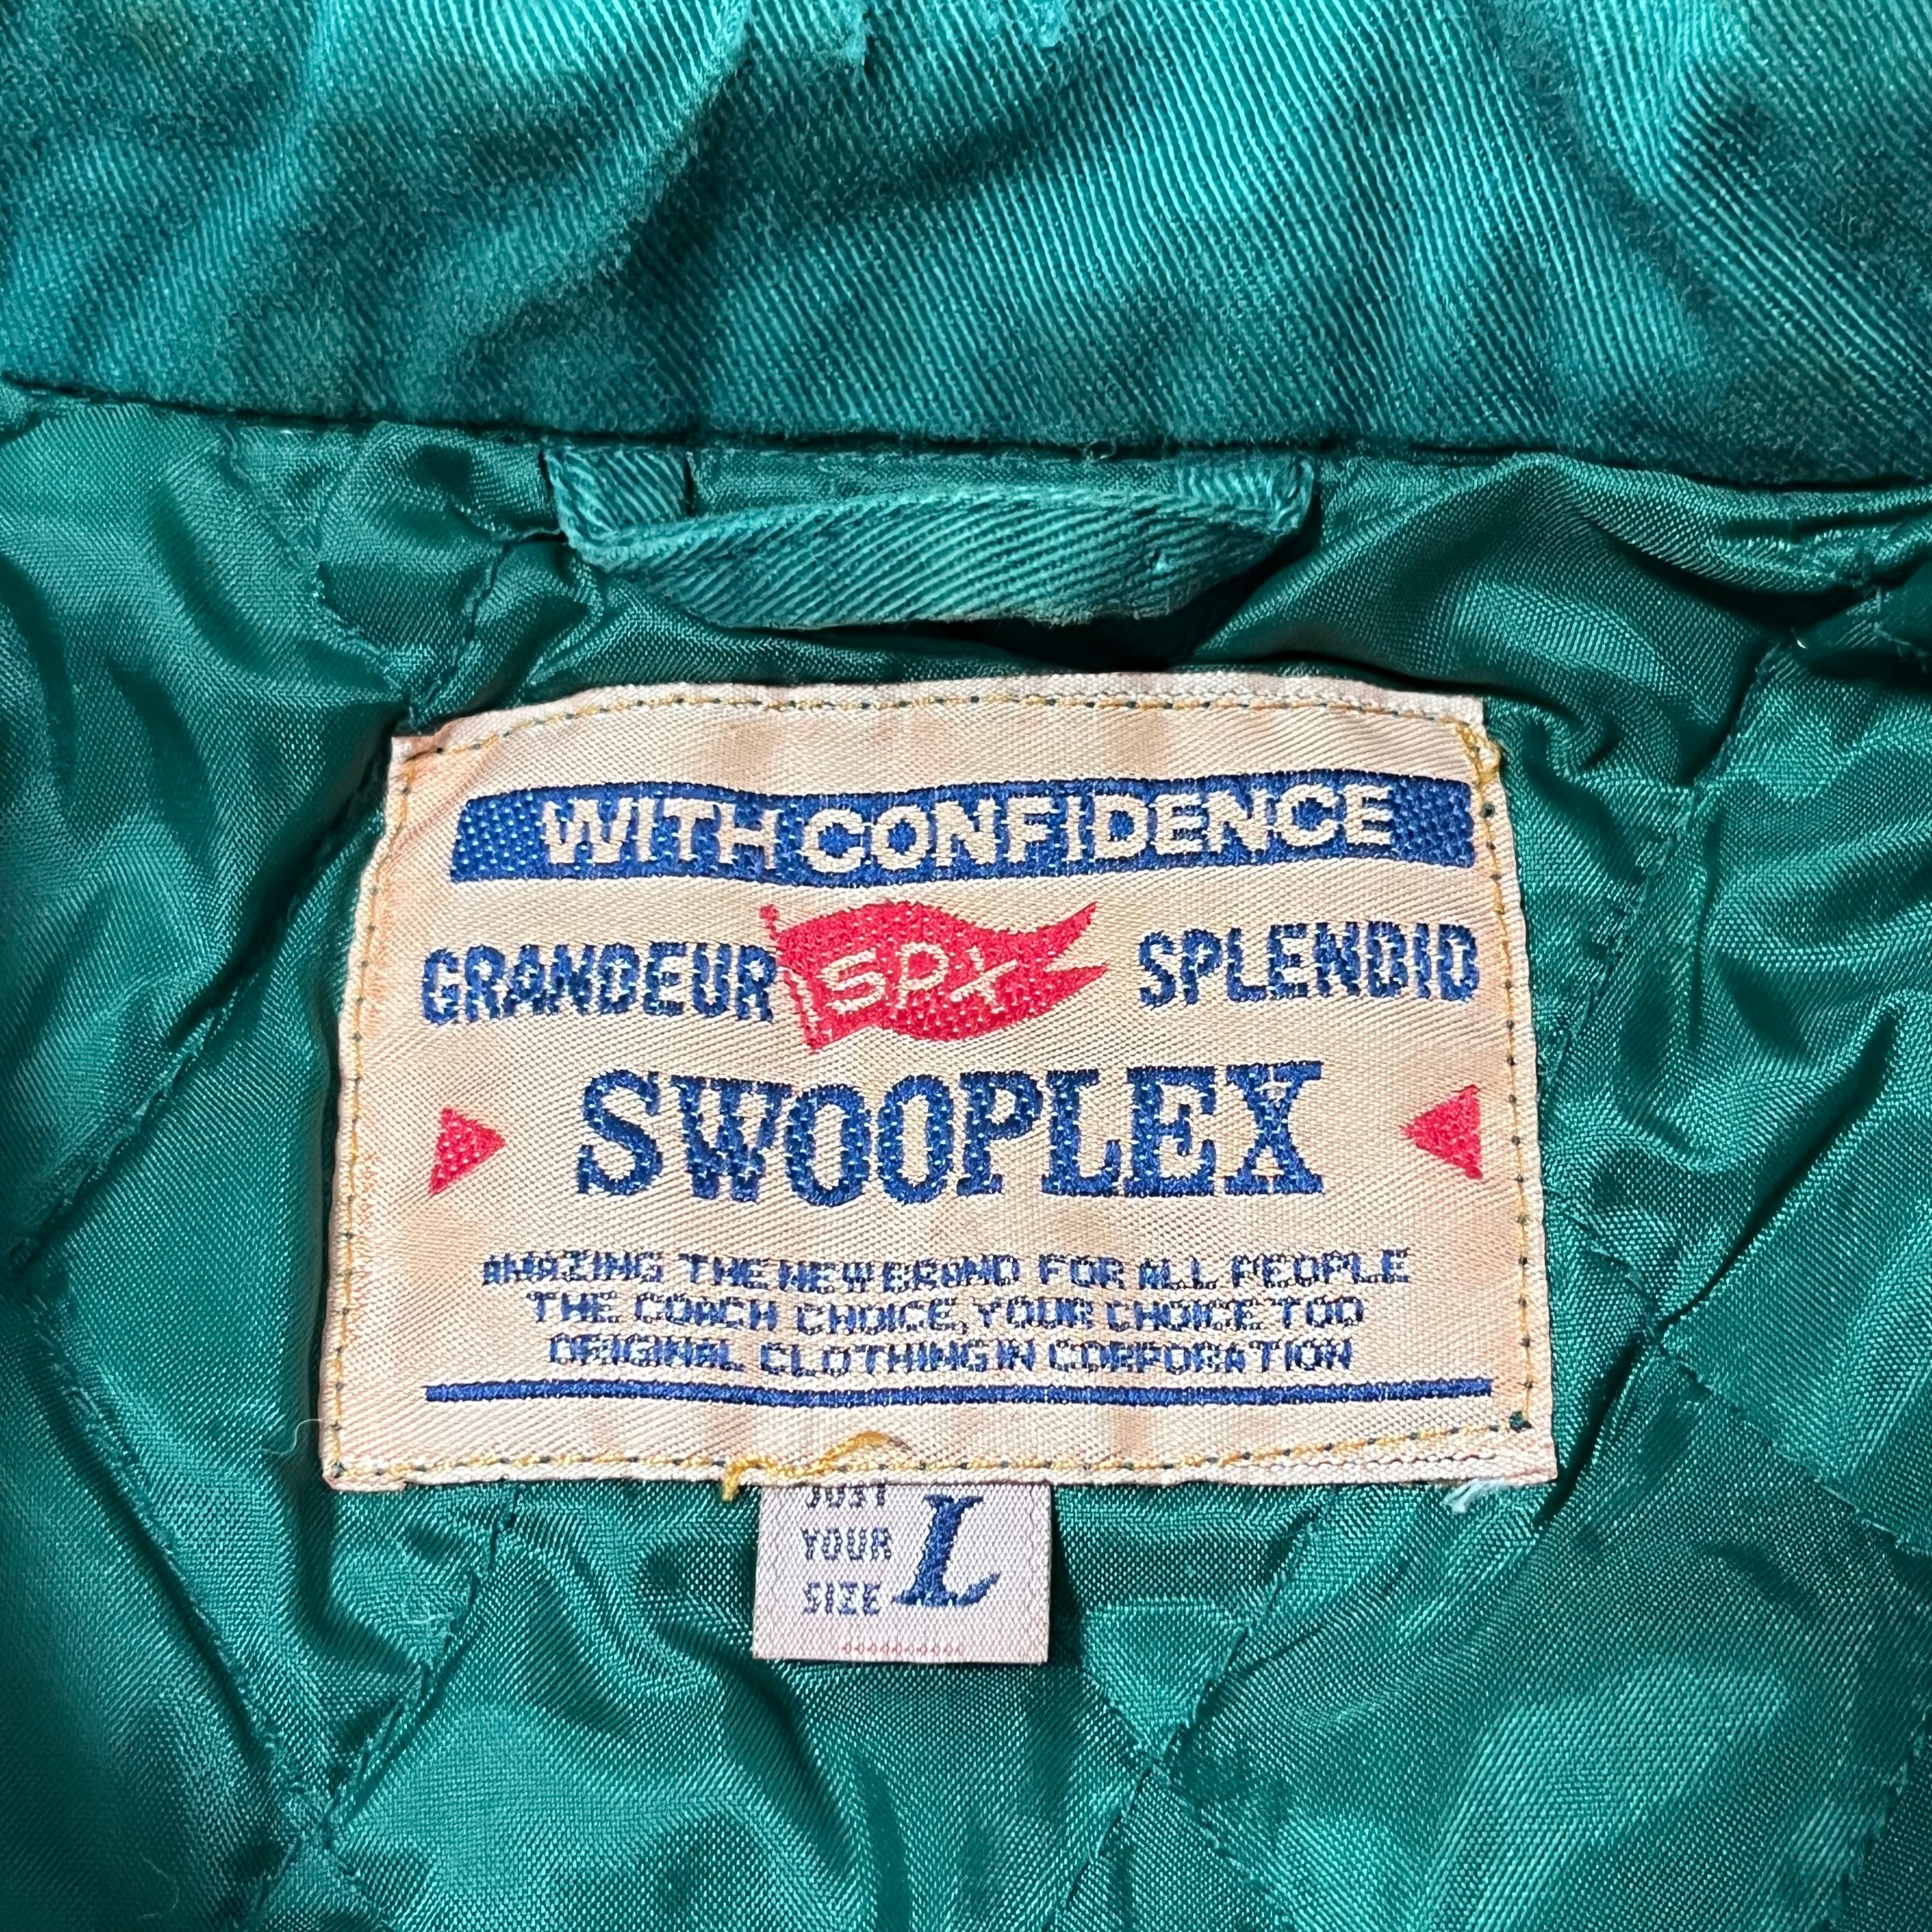 WITH CONFIDENCE
GRANDEUR SPX SPLENDID
SWOOPLEX
AMAZING THE NEW BRAND FOR ALL PEOPLE
THE COACH CHOICE, YOUR CHOICE TOO
ORIGINAL CLOTHING IN CORPORATION
JUST
YOUR
SIZE
L